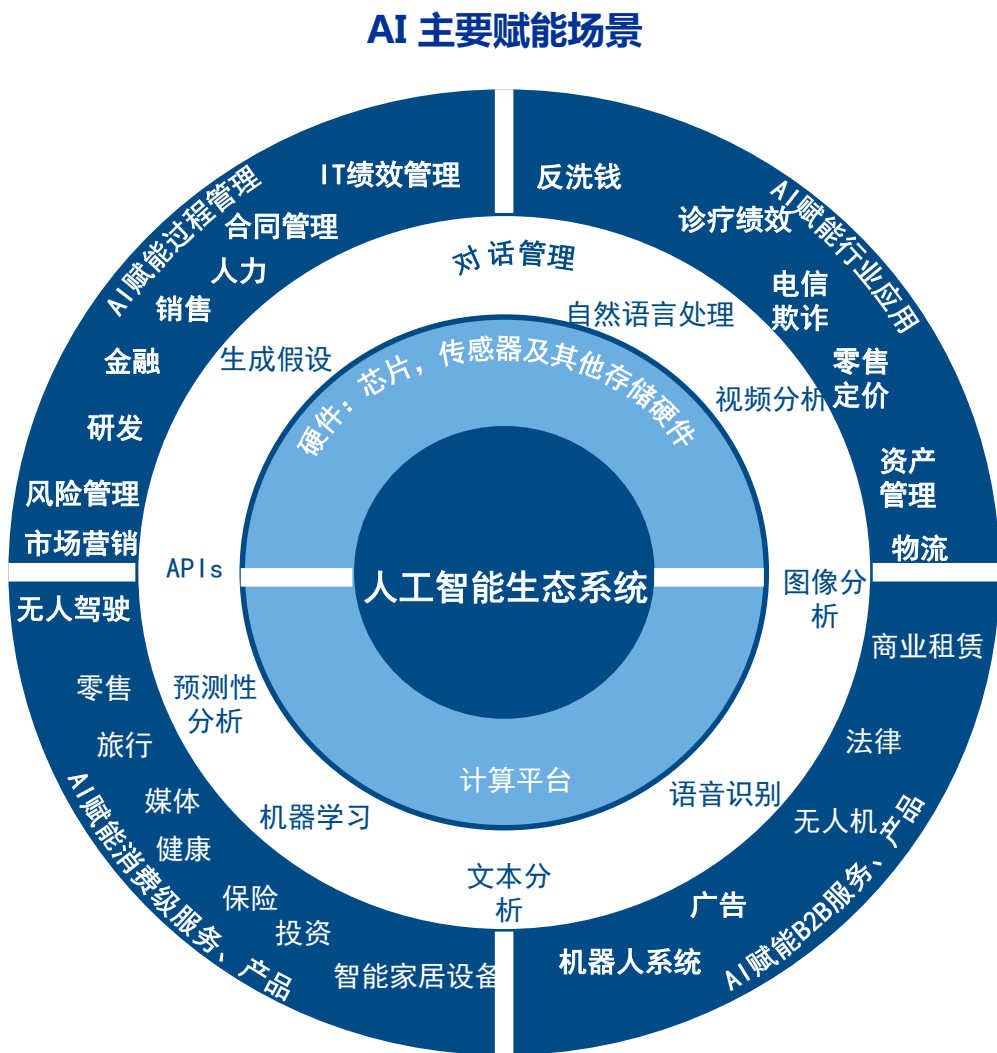 AI 主要赋能场景
AI赋能过程管理
IT绩效管理
合同管理
人力
销售
金融
研发
风险管理
市场营销
AI赋能行业应用
反洗钱
诊疗绩效
电信
欺诈
零售
定价
资产
管理
物流
对话管理
自然语言处理
生成假设
视频分析
硬件：芯片，传感器及其他存储硬件
APIs
人工智能生态系统
图像分
析
预测性
分析
计算平台
语音识别
机器学习
文本分
析
无人驾驶
零售
旅行
媒体
健康
保险
投资
智能家居设备
AI赋能消费级服务、产品
商业租赁
法律
无人机
广告
机器人系统
AI赋能B2B服务、产品